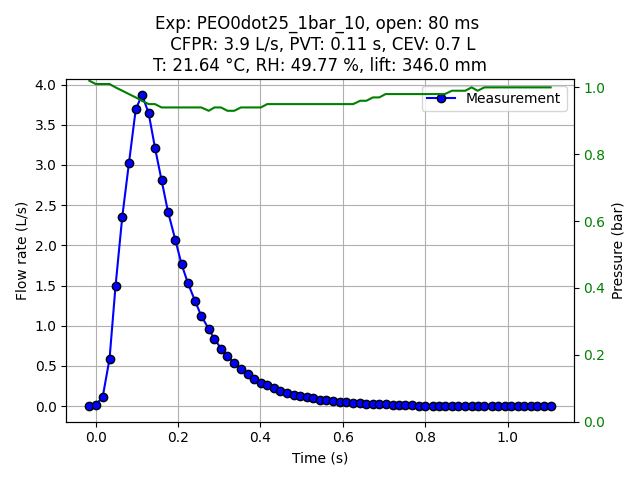 Exp: PEO0dot25_1bar_10, open: 80 ms
CFPR: 3.9 L/s, PVT: 0.11 s, CEV: 0.7 L
T: 21.64 °C, RH: 49.77 %, lift: 346.0 mm
Measurement
Flow rate (L/s)
4.0
3.5
3.0
2.5
2.0
1.5
1.0
0.5
0.0
0.0 0.2 0.4 0.6 0.8 1.0
Time (s)
1.0
0.8
0.6
0.4
0.2
0.0
Pressure (bar)